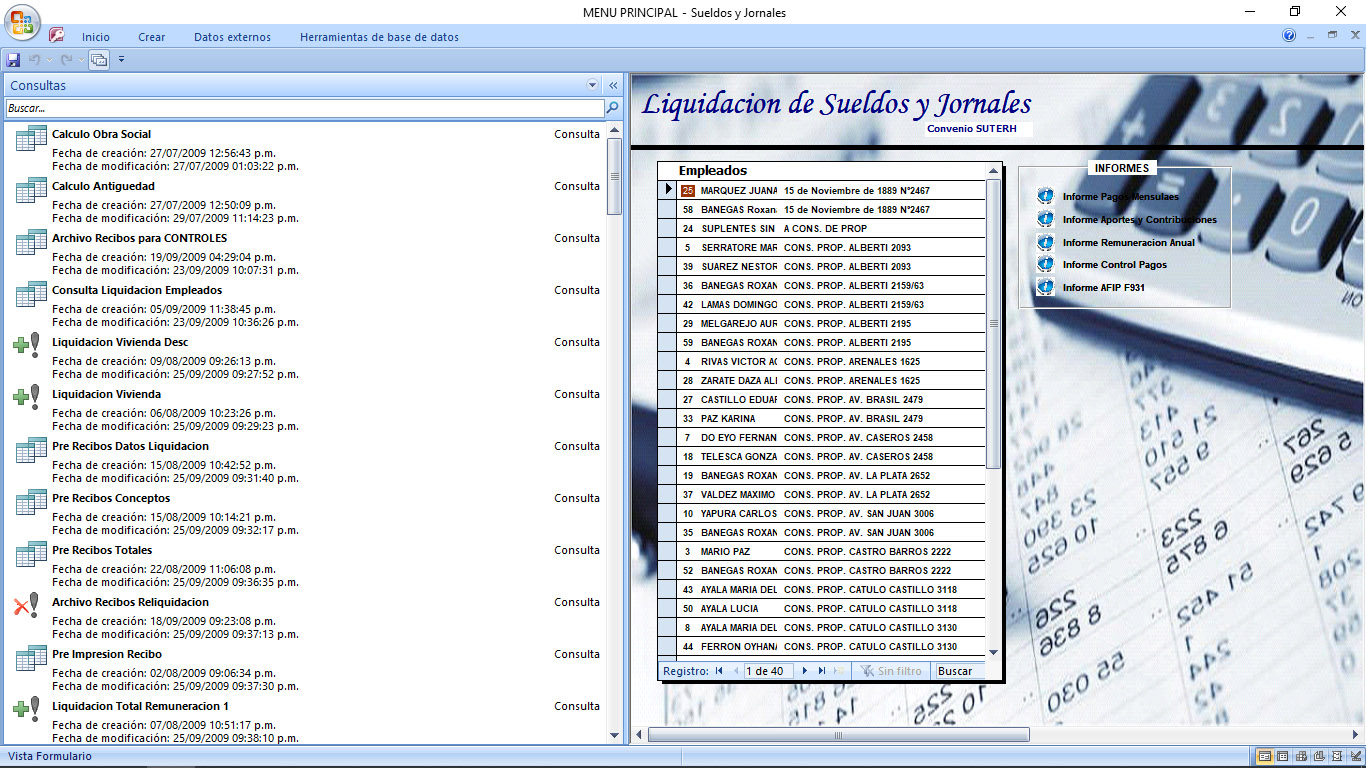 MENU PRINCIPAL - Sueldos y Jornales
Inicio Crear Datos externos Herramientas de base de datos
Consultas
Buscar...
Calculo Obra Social Consulta
Fecha de creación: 27/07/2009 12:56:43 p.m.
Fecha de modificación: 27/07/2009 01:03:22 p.m.
Calculo Antiguedad Consulta
Fecha de creación: 27/07/2009 12:50:09 p.m.
Fecha de modificación: 29/07/2009 11:14:23 p.m.
Archivo Recibos para CONTROLES Consulta
Fecha de creación: 19/09/2009 04:29:04 p.m.
Fecha de modificación: 23/09/2009 10:07:31 p.m.
Consulta Liquidacion Empleados Consulta
Fecha de creación: 05/09/2009 11:38:45 p.m.
Fecha de modificación: 23/09/2009 10:36:26 p.m.
Liquidacion Vivienda Desc Consulta
Fecha de creación: 09/08/2009 09:26:13 p.m.
Fecha de modificación: 25/09/2009 09:27:52 p.m.
Liquidacion Vivienda Consulta
Fecha de creación: 06/08/2009 10:23:26 p.m.
Fecha de modificación: 25/09/2009 09:29:23 p.m.
Pre Recibos Datos Liquidacion Consulta
Fecha de creación: 15/08/2009 10:42:52 p.m.
Fecha de modificación: 25/09/2009 09:31:40 p.m.
Pre Recibos Conceptos Consulta
Fecha de creación: 15/08/2009 10:14:21 p.m.
Fecha de modificación: 25/09/2009 09:32:17 p.m.
Pre Recibos Totales Consulta
Fecha de creación: 22/08/2009 11:06:08 p.m.
Fecha de modificación: 25/09/2009 09:36:35 p.m.
Archivo Recibos Reliquidacion Consulta
Fecha de creación: 18/09/2009 09:23:08 p.m.
Fecha de modificación: 25/09/2009 09:37:13 p.m.
Pre Impresion Recibo Consulta
Fecha de creación: 02/08/2009 09:06:34 p.m.
Fecha de modificación: 25/09/2009 09:37:30 p.m.
Liquidacion Total Remuneracion 1 Consulta
Fecha de creación: 07/08/2009 10:51:17 p.m.
Fecha de modificación: 25/09/2009 09:38:10 p.m.
Liquidacion de Sueldos y Jornales
Convenio SUTERH
Empleados
25 MARQUEZ JUANA 15 de Noviembre de 1889 Nº2467
58 BANEGAS Roxan 15 de Noviembre de 1889 Nº2467
24 SUPLENTES SIN A CONS. DE PROP
5 SERRATORE MAR CONS. PROP. ALBERTI 2093
39 SUAREZ NESTOR CONS. PROP. ALBERTI 2093
36 BANEGAS ROXAN CONS. PROP. ALBERTI 2159/63
42 LAMAS DOMINGO CONS. PROP. ALBERTI 2159/63
29 MELGAREJO AUR CONS. PROP. ALBERTI 2195
59 BANEGAS ROXAN CONS. PROP. ALBERTI 2195
4 RIVAS VICTOR AG CONS. PROP. ARENALES 1625
28 ZARATE DAZA ALI CONS. PROP. ARENALES 1625
27 CASTILLO EDUAR CONS. PROP. AV. BRASIL 2479
33 PAZ KARINA CONS. PROP. AV. BRASIL 2479
7 DO EYO FERNAN CONS. PROP. AV. CASEROS 2458
18 TELESCA GONZA CONS. PROP. AV. CASEROS 2458
19 BANEGAS ROXAN CONS. PROP. AV. LA PLATA 2652
37 VALDEZ MAXIMO CONS. PROP. AV. LA PLATA 2652
10 YAPURA CARLOS CONS. PROP. AV. SAN JUAN 3006
35 BANEGAS ROXAN CONS. PROP. AV. SAN JUAN 3006
3 MARIO PAZ CONS. PROP. CASTRO BARROS 2222
52 BANEGAS ROXAN CONS. PROP. CASTRO BARROS 2222
43 AYALA MARIA DEL CONS. PROP. CATULO CASTILLO 3118
50 AYALA LUCIA CONS. PROP. CATULO CASTILLO 3118
8 AYALA MARIA DEL CONS. PROP. CATULO CASTILLO 3130
44 FERRON OYHANA CONS. PROP. CATULO CASTILLO 3130
Registro: 1 de 40 Sin filtro Buscar
INFORMES
Informe Pagos Mensulaes
Informe Aportes y Contribuciones
Informe Remuneracion Anual
Informe Control Pagos
Informe AFIP F931
Vista Formulario